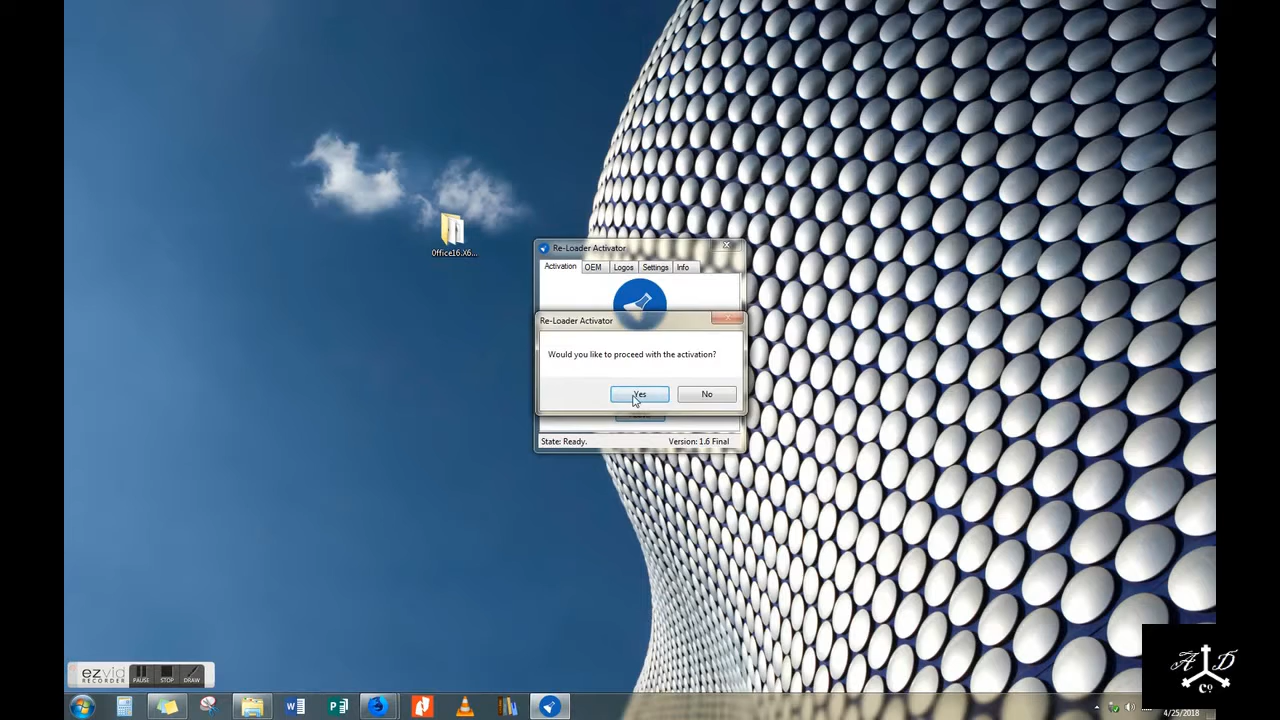 0ffice16.X6...
Re-Loader Activator
Activation OEM Logos Settings Info
Re-Loader Activator
Would you like to proceed with the activation?
Yes No
State: Ready. Version: 1.6 Final
ezvid
RECORDER
PAUSE STOP DRAW
A D
Co
4/25/2018